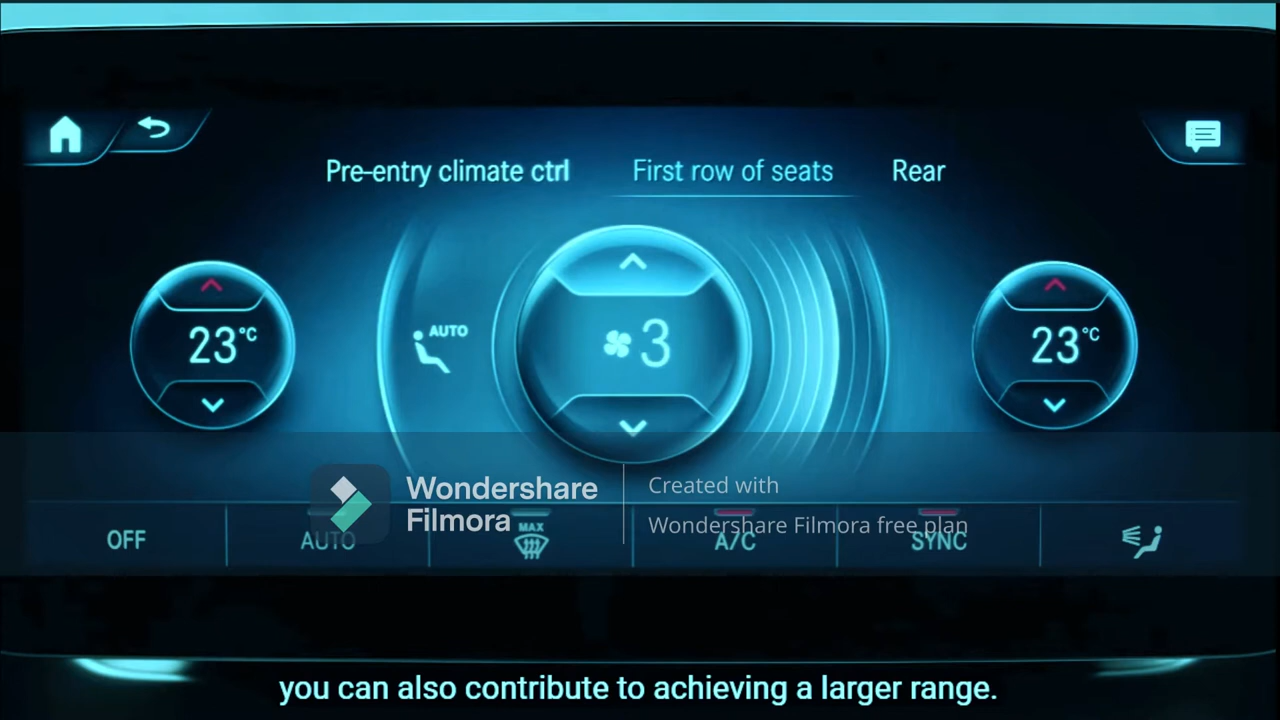 Pre-entry climate ctrl First row of seats Rear
AUTO
23°C 3 23°C
Wondershare
Filmora
Created with
Wondershare Filmora free plan
OFF AUTO MAX A/C SYNC
you can also contribute to achieving a larger range.